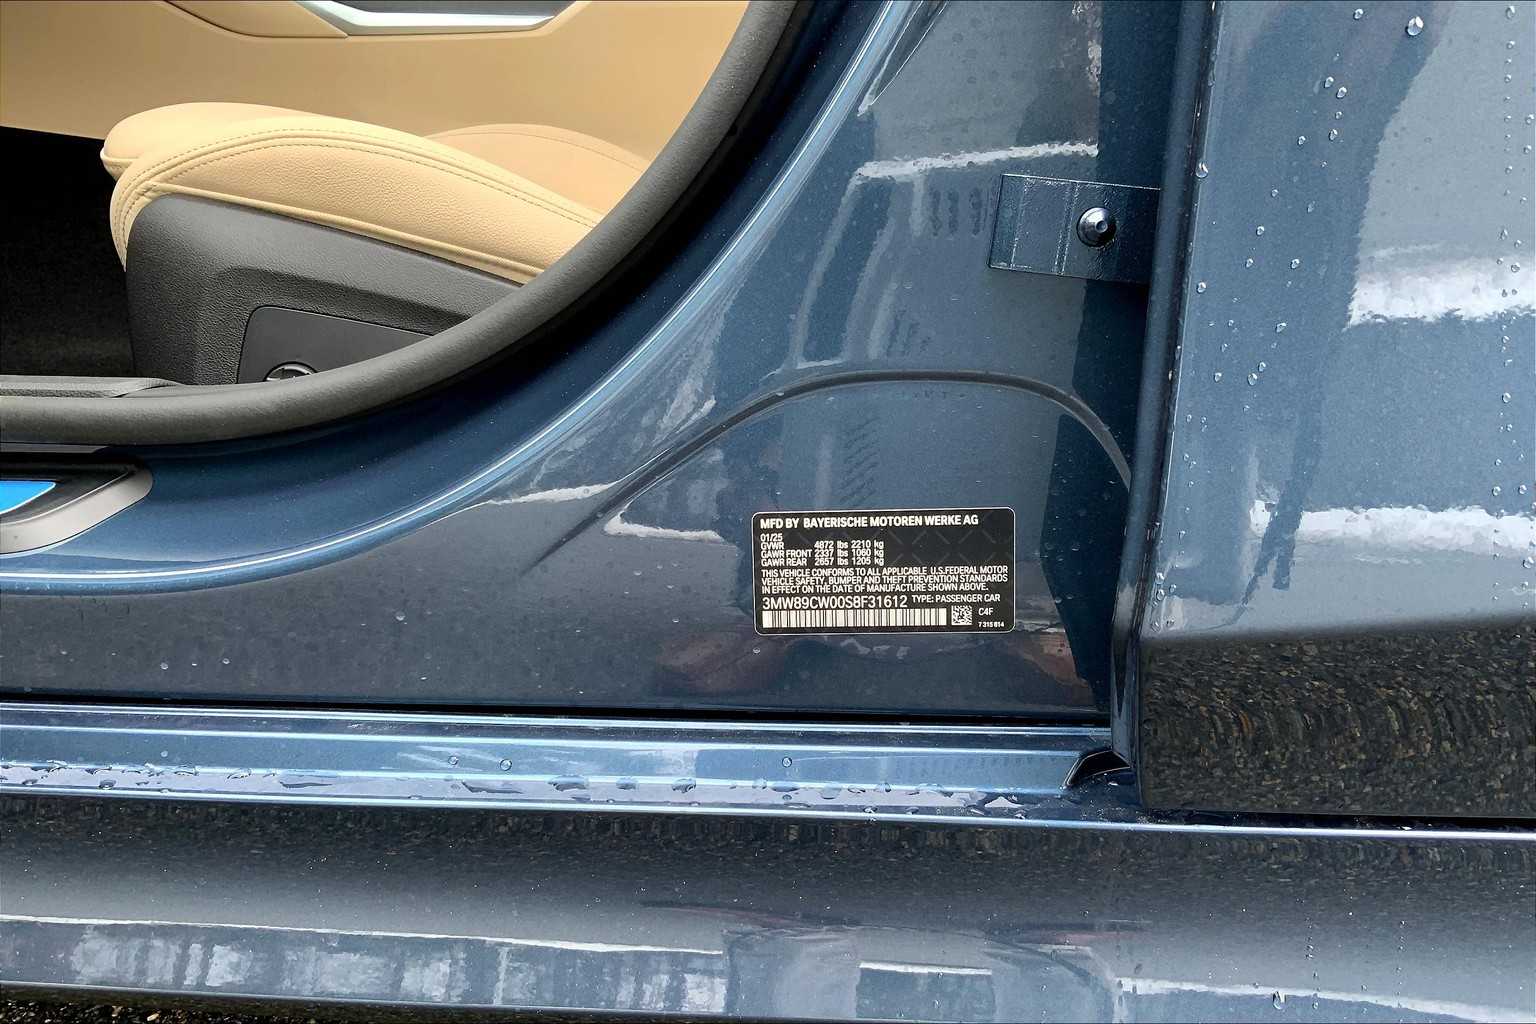 MFD BY BAYERISCHE MOTOREN WERKE AG
01/25
GVWR 4872 lbs 2210 kg
GAWR FRONT 2337 lbs 1060 kg
GAWR REAR 2657 lbs 1205 kg
THIS VEHICLE CONFORMS TO ALL APPLICABLE U.S.FEDERAL MOTOR
VEHICLE SAFETY, BUMPER AND THEFT PREVENTION STANDARDS
IN EFFECT ON THE DATE OF MANUFACTURE SHOWN ABOVE.
3MW89CW00S8F31612 TYPE: PASSENGER CAR
C4F
7 315 614